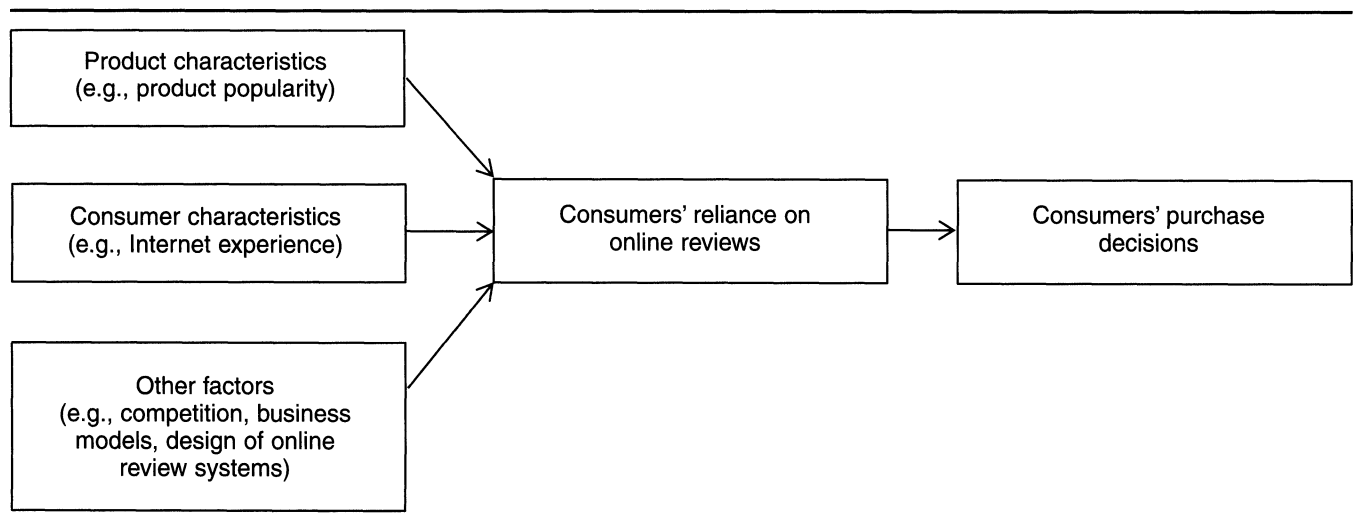 Product characteristics
(e.g., product popularity)
Consumer characteristics
(e.g., Internet experience)
Other factors
(e.g., competition, business
models, design of online
review systems)
Consumers’ reliance on
online reviews
Consumers’ purchase
decisions